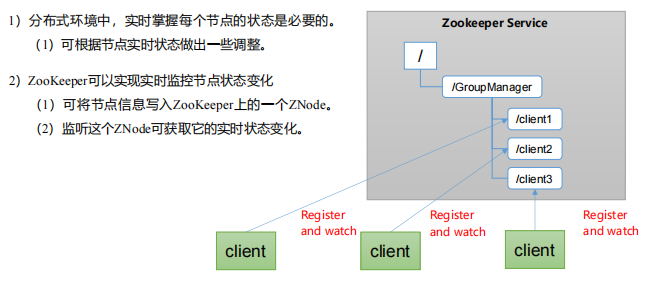 1）分布式环境中，实时掌握每个节点的状态是必要的。
（1）可根据节点实时状态做出一些调整。
2）ZooKeeper可以实现实时监控节点状态变化
（1）可将节点信息写入ZooKeeper上的一个ZNode。
（2）监听这个ZNode可获取它的实时状态变化。
Zookeeper Service
/
/GroupManager
/client1
/client2
/client3
Register
and watch
Register
and watch
Register
and watch
client
client
client